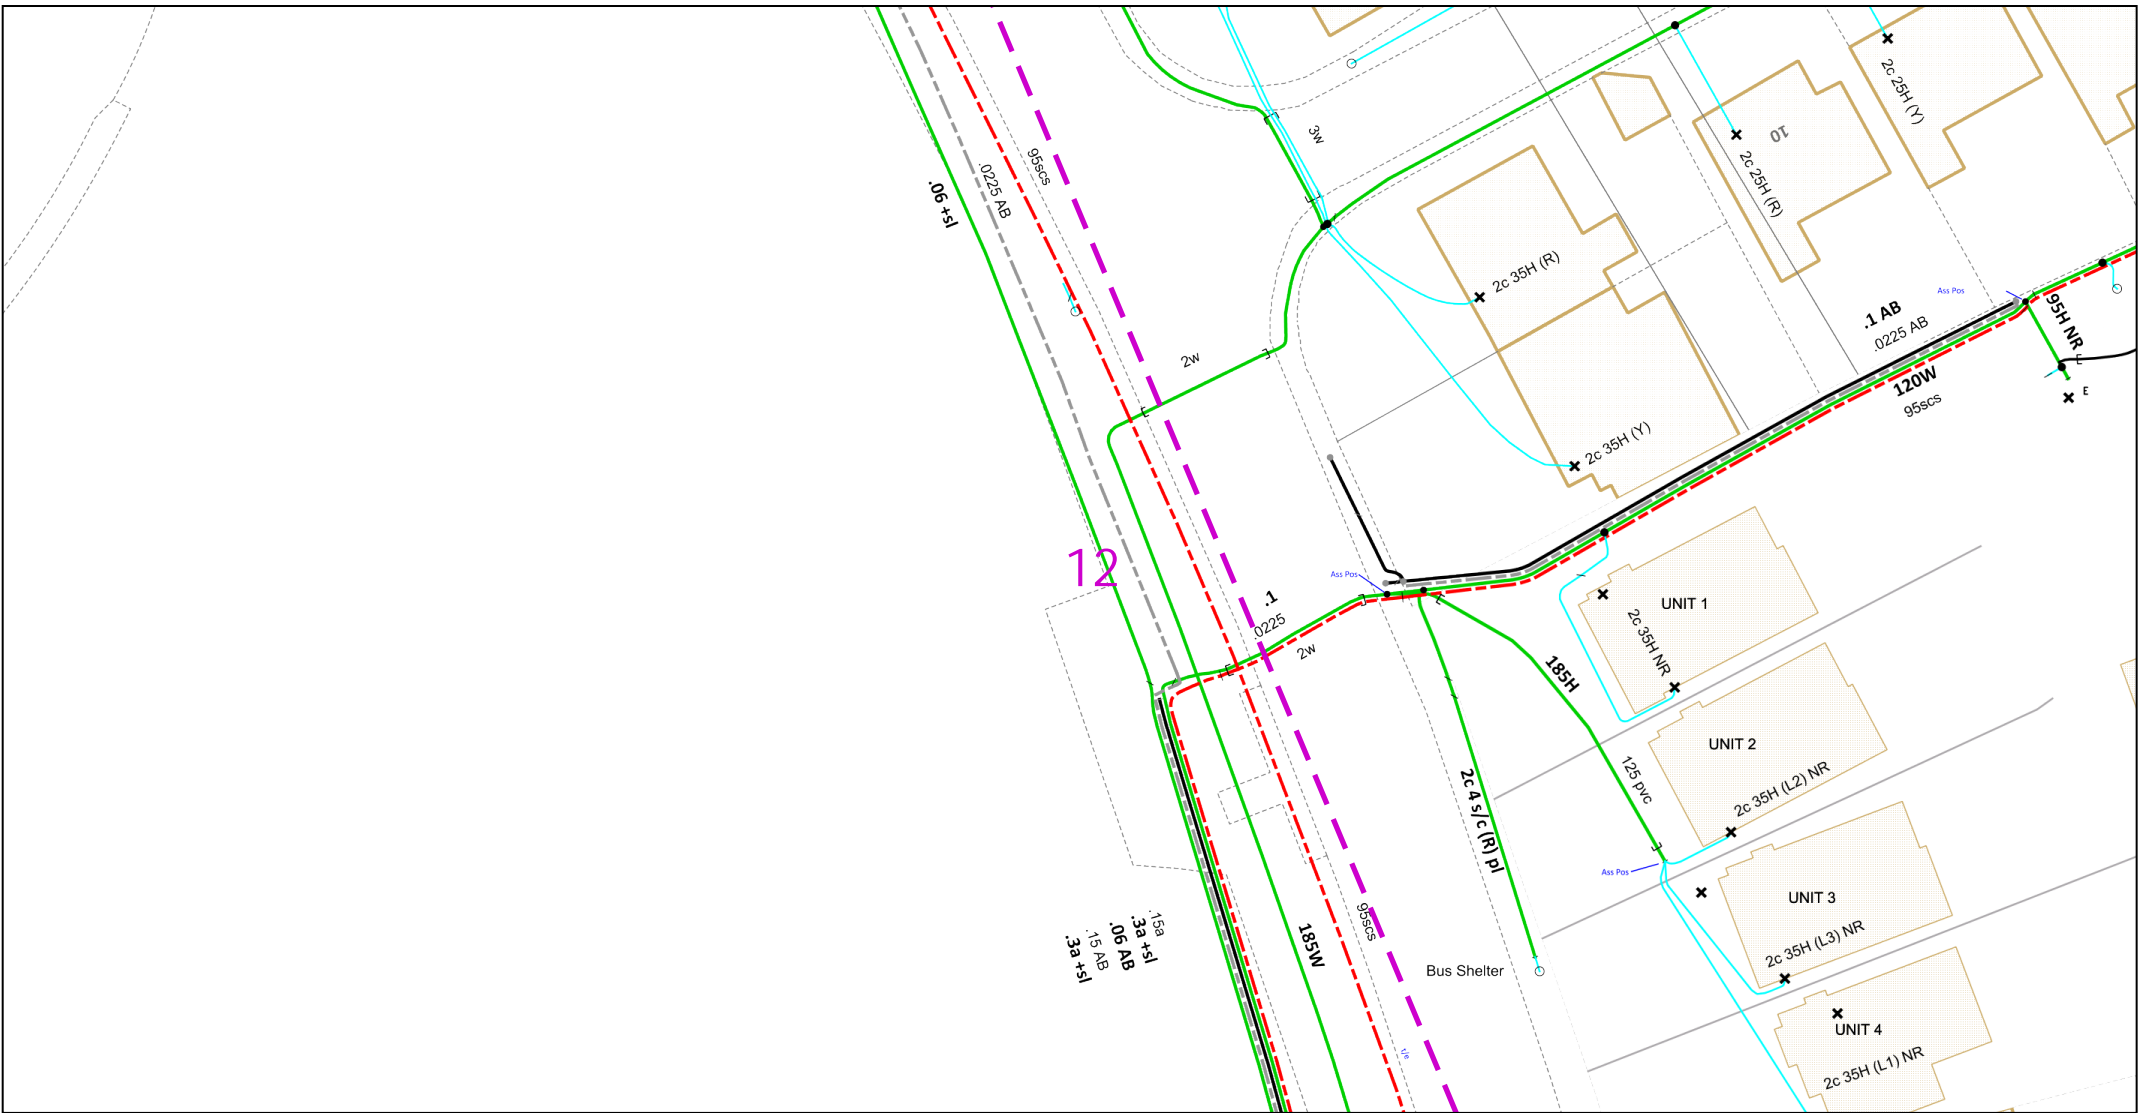 3w
2c 25H (Y)
10
2c 25H (R)
95scs
.0225 AB
.06 +sl
2c 35H (R)
Ass Pos
.1 AB
.0225 AB
95H NR
2w
120W
95scs
E
2c 35H (Y)
12
Ass Pos
.1
.0225
2w
UNIT 1
2c 35H NR
185H
UNIT 2
125 pvc
2c 35H (L2) NR
2c 4 s/c (R) pl
Ass Pos
UNIT 3
2c 35H (L3) NR
.15a
.3a +sl
.06 AB
.15 AB
.3a +sl
185W
95scs
Bus Shelter
UNIT 4
t/e
2c 35H (L1) NR